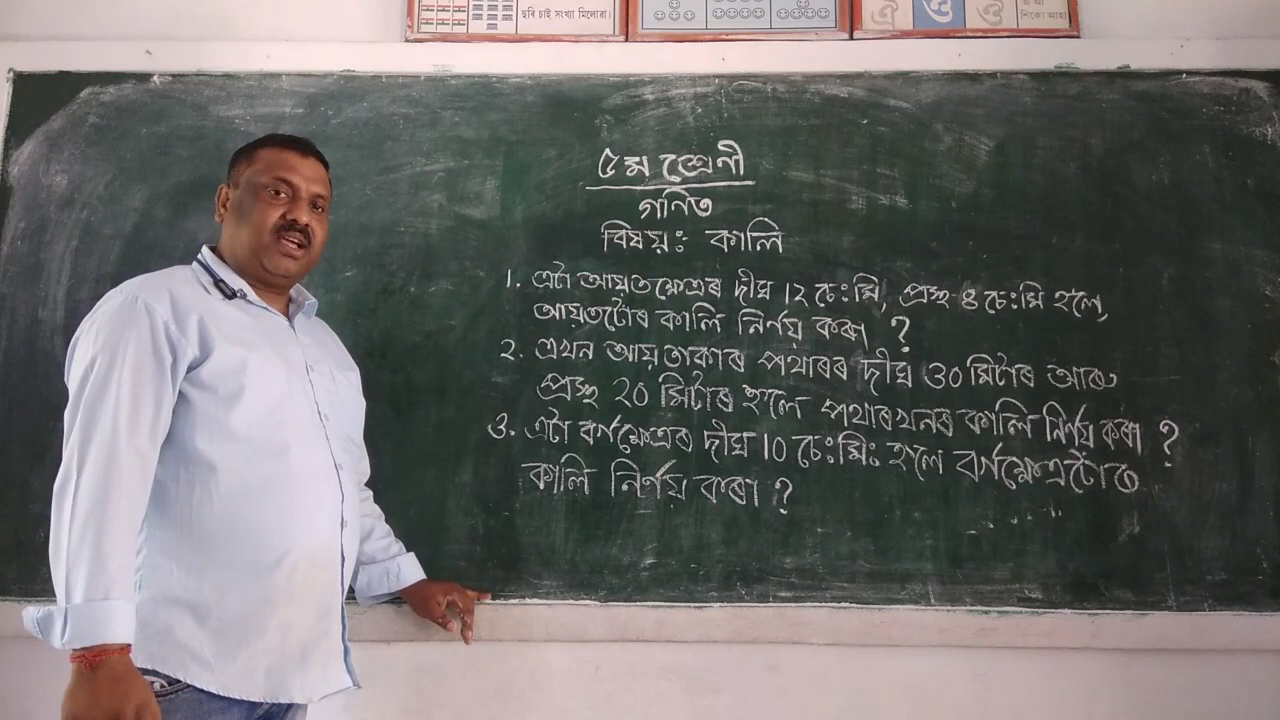 ছবি চাই সংখ্যা মিলোৱা।
ঐ ও ঔ
শিকো আহা
৫ম শ্ৰেনী
গনিত
বিষয়ঃ কালি
1. এটা আয়তক্ষেত্ৰৰ দীঘ 12 চেঃমি, প্ৰস্হ 8 চেঃমি হ'লে,
আয়তটোৰ কালি নিৰ্ণয় কৰা ?
2. এখন আয়তাকাৰ পথাৰৰ দীঘ 30 মিটাৰ আৰু
প্ৰস্হ 20 মিটাৰ হ'লে পথাৰখনৰ কালি নিৰ্ণয় কৰা ?
3. এটা বৰ্গক্ষেত্ৰৰ দীঘ 10 চেঃমিঃ হ'লে বৰ্গক্ষেত্ৰটোৰ
কালি নিৰ্ণয় কৰা ?